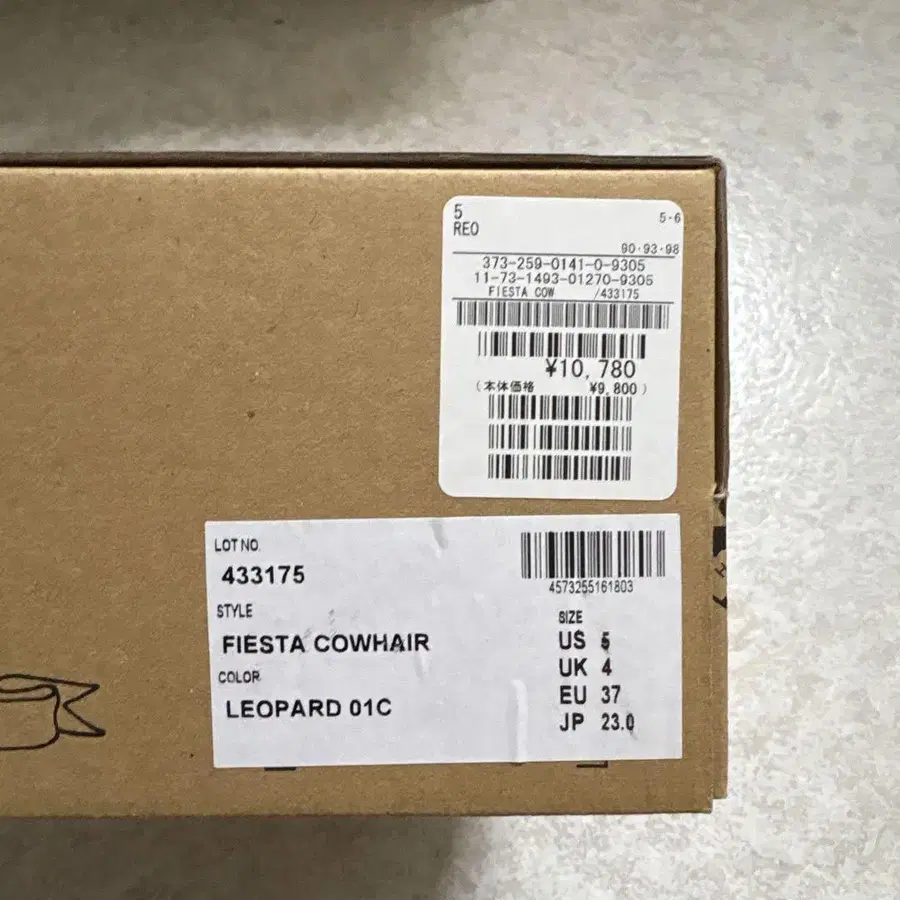 5
REO
5-6
90·93·98
373-259-0141-0-9305
11-73-1493-01270-9305
FIESTA COW /433175
¥10,780
(本体価格 ¥9,800)
LOT NO.
433175
4573255161803
STYLE
FIESTA COWHAIR
COLOR
LEOPARD 01C
SIZE
US 5
UK 4
EU 37
JP 23.0